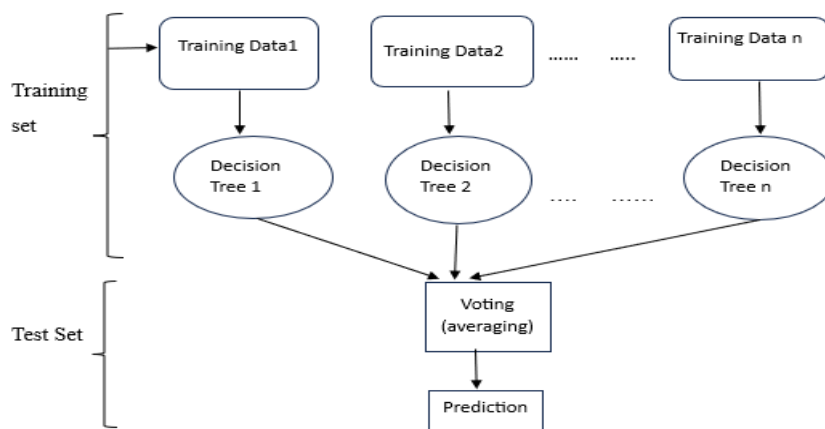 Training Data1
Training Data2
...... .....
Training Data n
Training
set
Decision
Tree 1
Decision
Tree 2
.... ......
Decision
Tree n
Voting
(averaging)
Test Set
Prediction